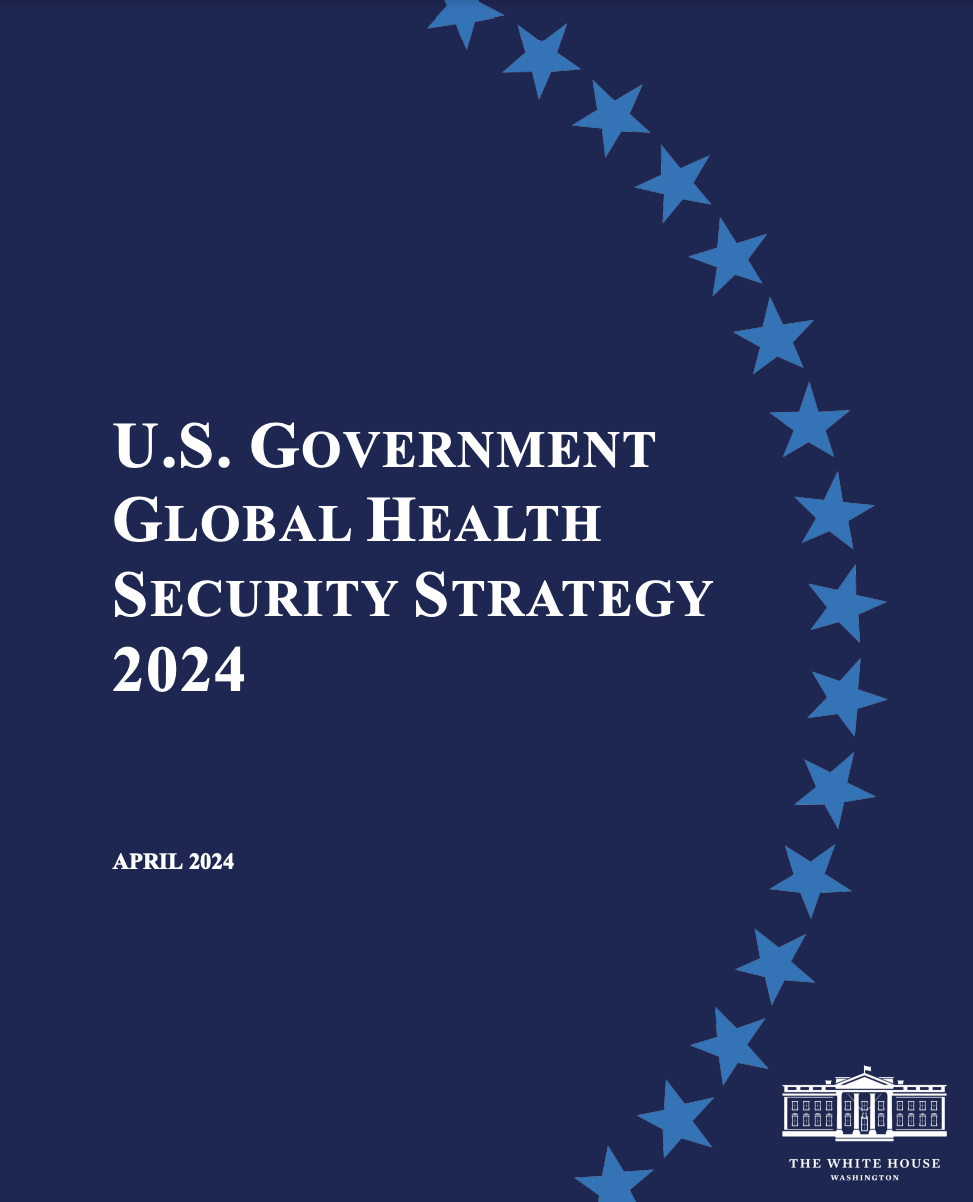 U.S. GOVERNMENT
GLOBAL HEALTH
SECURITY STRATEGY
2024
APRIL 2024
THE WHITE HOUSE
WASHINGTON